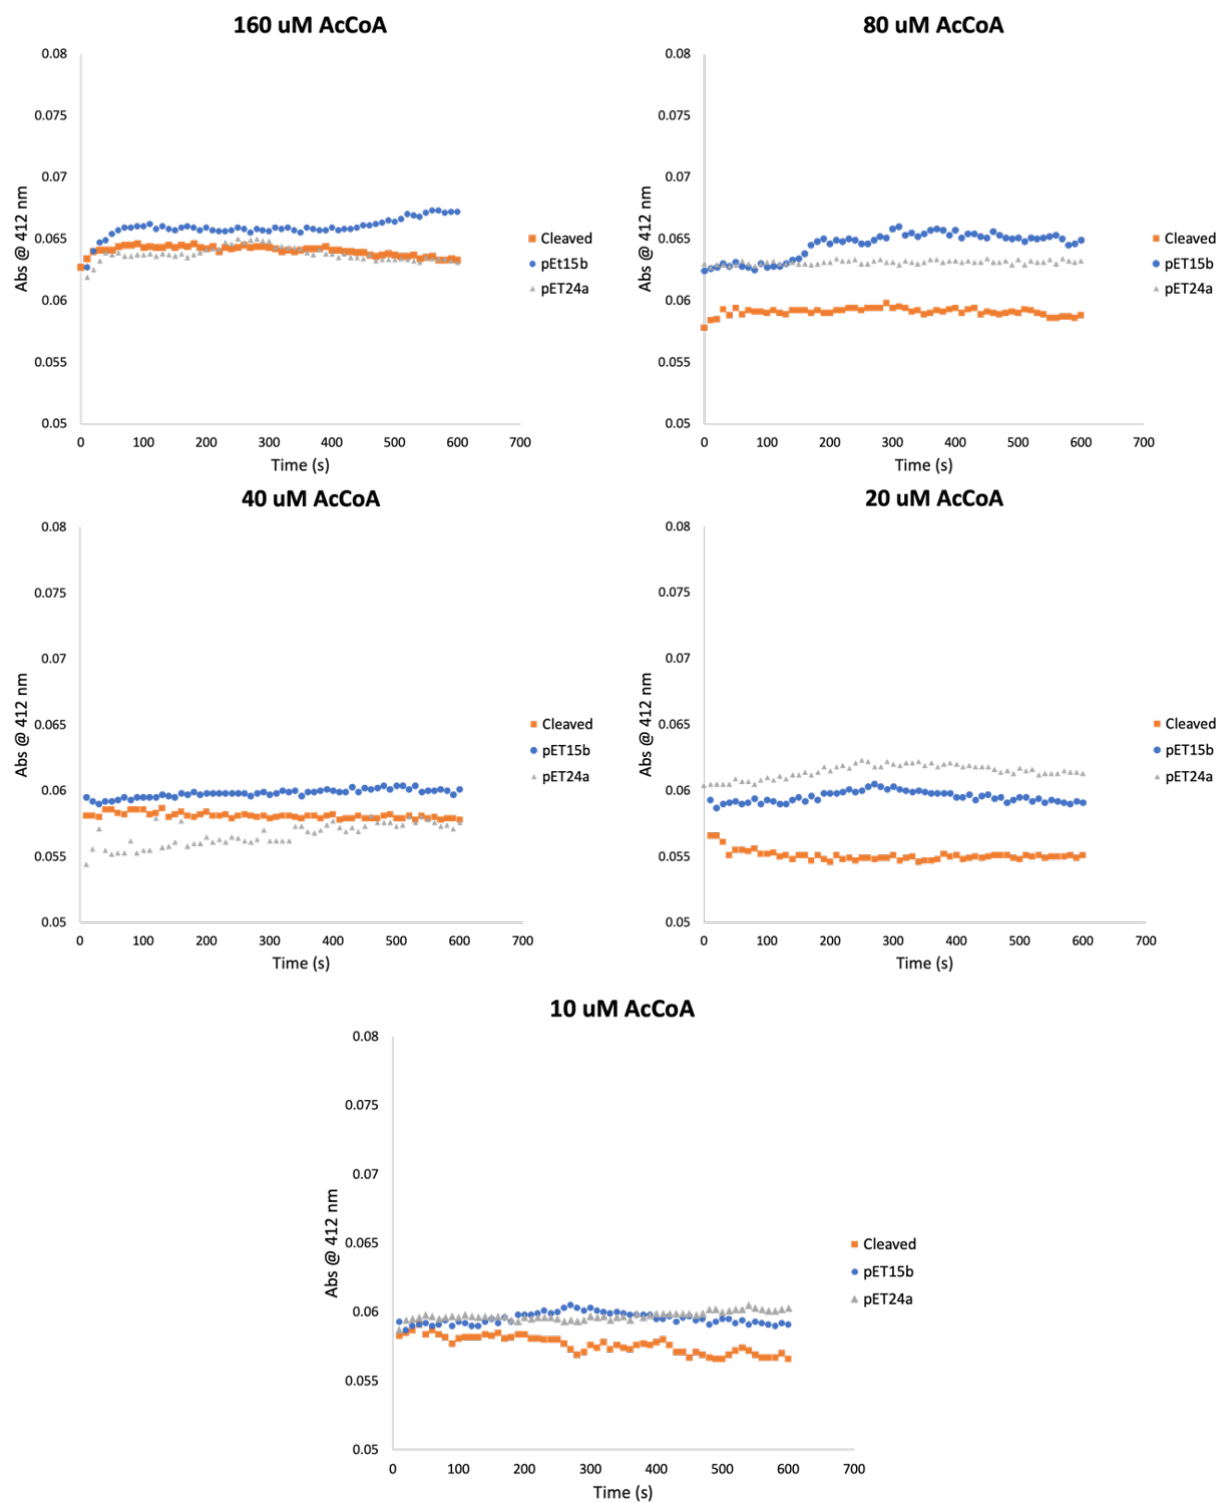 160 uM AcCoA
0.08
0.075
0.07
0.065
0.06
0.055
0.05
Abs @ 412 nm
0 100 200 300 400 500 600 700
Time (s)
Cleaved
pEt15b
pET24a
80 uM AcCoA
0.08
0.075
0.07
0.065
0.06
0.055
0.05
Abs @ 412 nm
0 100 200 300 400 500 600 700
Time (s)
Cleaved
pET15b
pET24a
40 uM AcCoA
0.08
0.075
0.07
0.065
0.06
0.055
0.05
Abs @ 412 nm
0 100 200 300 400 500 600 700
Time (s)
Cleaved
pET15b
pET24a
20 uM AcCoA
0.08
0.075
0.07
0.065
0.06
0.055
0.05
Abs @ 412 nm
0 100 200 300 400 500 600 700
Time (s)
Cleaved
pET15b
pET24a
10 uM AcCoA
0.08
0.075
0.07
0.065
0.06
0.055
0.05
Abs @ 412 nm
0 100 200 300 400 500 600 700
Time (s)
Cleaved
pET15b
pET24a